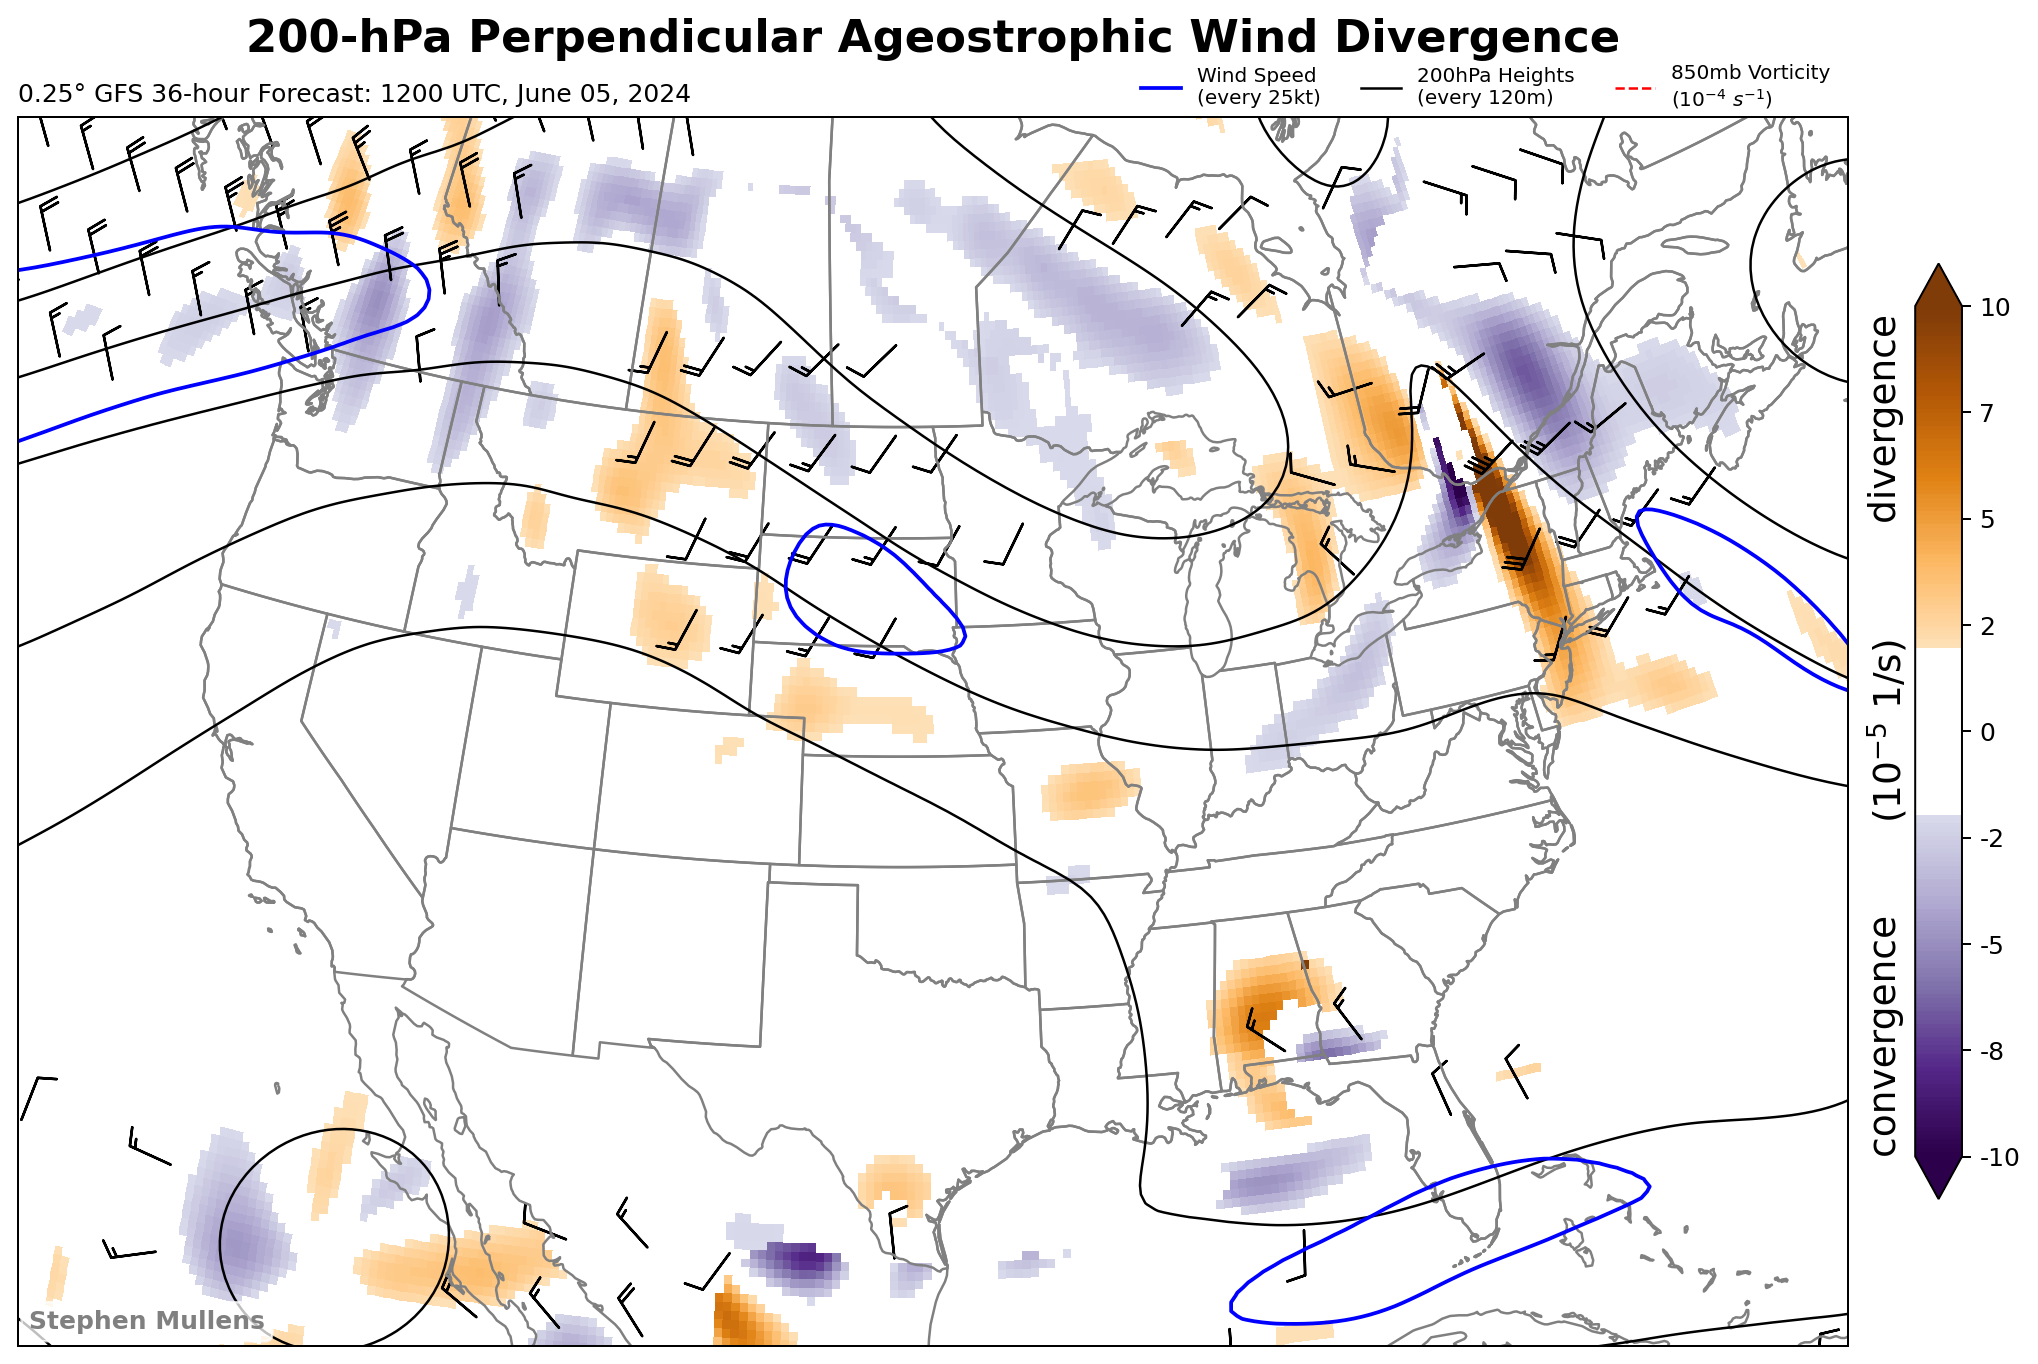 200-hPa Perpendicular Ageostrophic Wind Divergence
0.25° GFS 36-hour Forecast: 1200 UTC, June 05, 2024
Wind Speed
(every 25kt)
200hPa Heights
(every 120m)
850mb Vorticity
(10⁻⁴ s⁻¹)
10
7
5
2
0
-2
-5
-8
-10
convergence (10⁻⁵ 1/s) divergence
Stephen Mullens